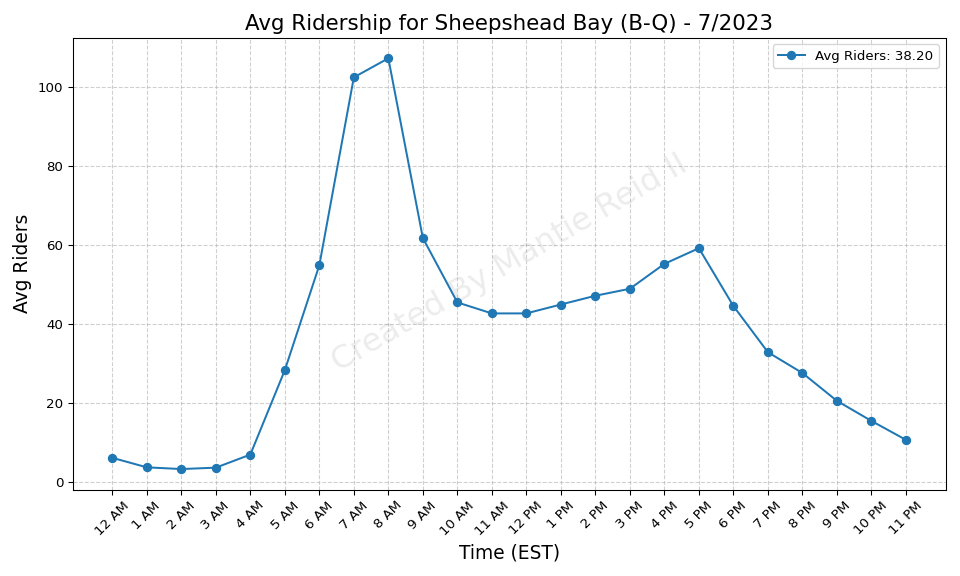 Avg Ridership for Sheepshead Bay (B-Q) - 7/2023
Avg Riders: 38.20
Avg Riders
100
80
60
40
20
0
Created By Mantie Reid II
12 AM
1 AM
2 AM
3 AM
4 AM
5 AM
6 AM
7 AM
8 AM
9 AM
10 AM
11 AM
12 PM
1 PM
2 PM
3 PM
4 PM
5 PM
6 PM
7 PM
8 PM
9 PM
10 PM
11 PM
Time (EST)